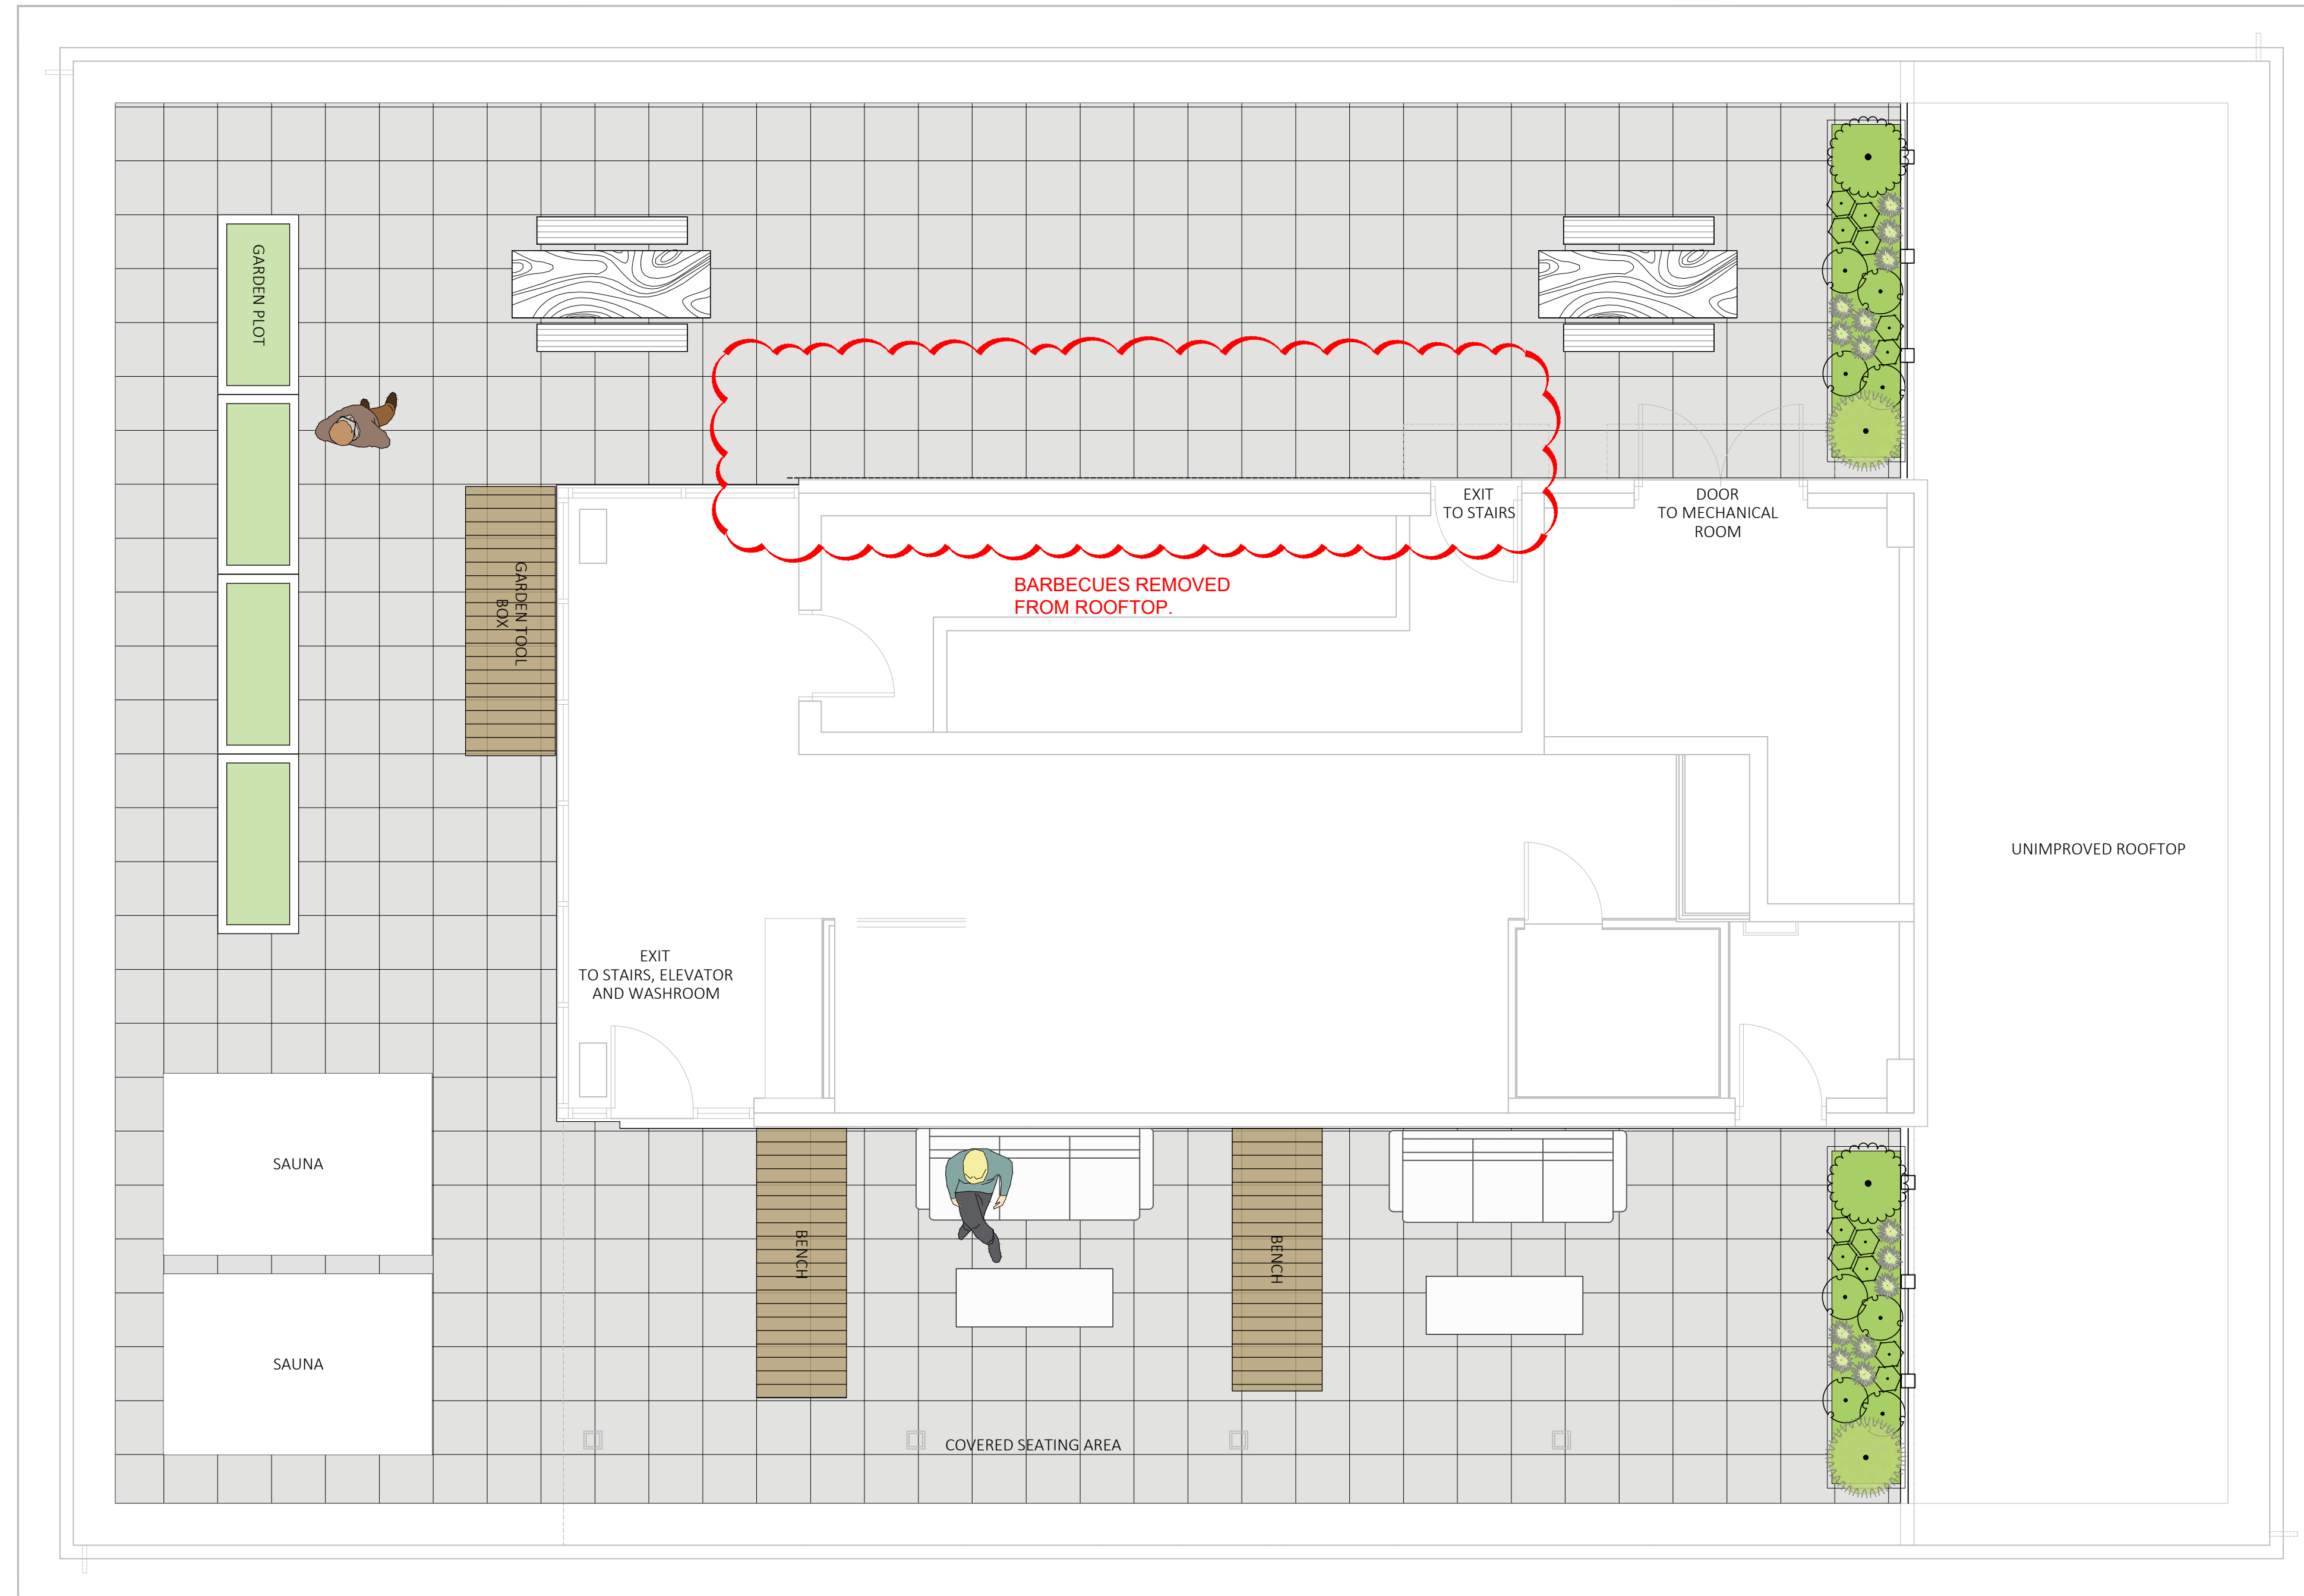 GARDEN PLOT
EXIT
TO STAIRS
DOOR
TO MECHANICAL
ROOM
GARDEN TOOL
BOX
BARBECUES REMOVED
FROM ROOFTOP.
UNIMPROVED ROOFTOP
EXIT
TO STAIRS, ELEVATOR
AND WASHROOM
SAUNA
BENCH
BENCH
SAUNA
COVERED SEATING AREA